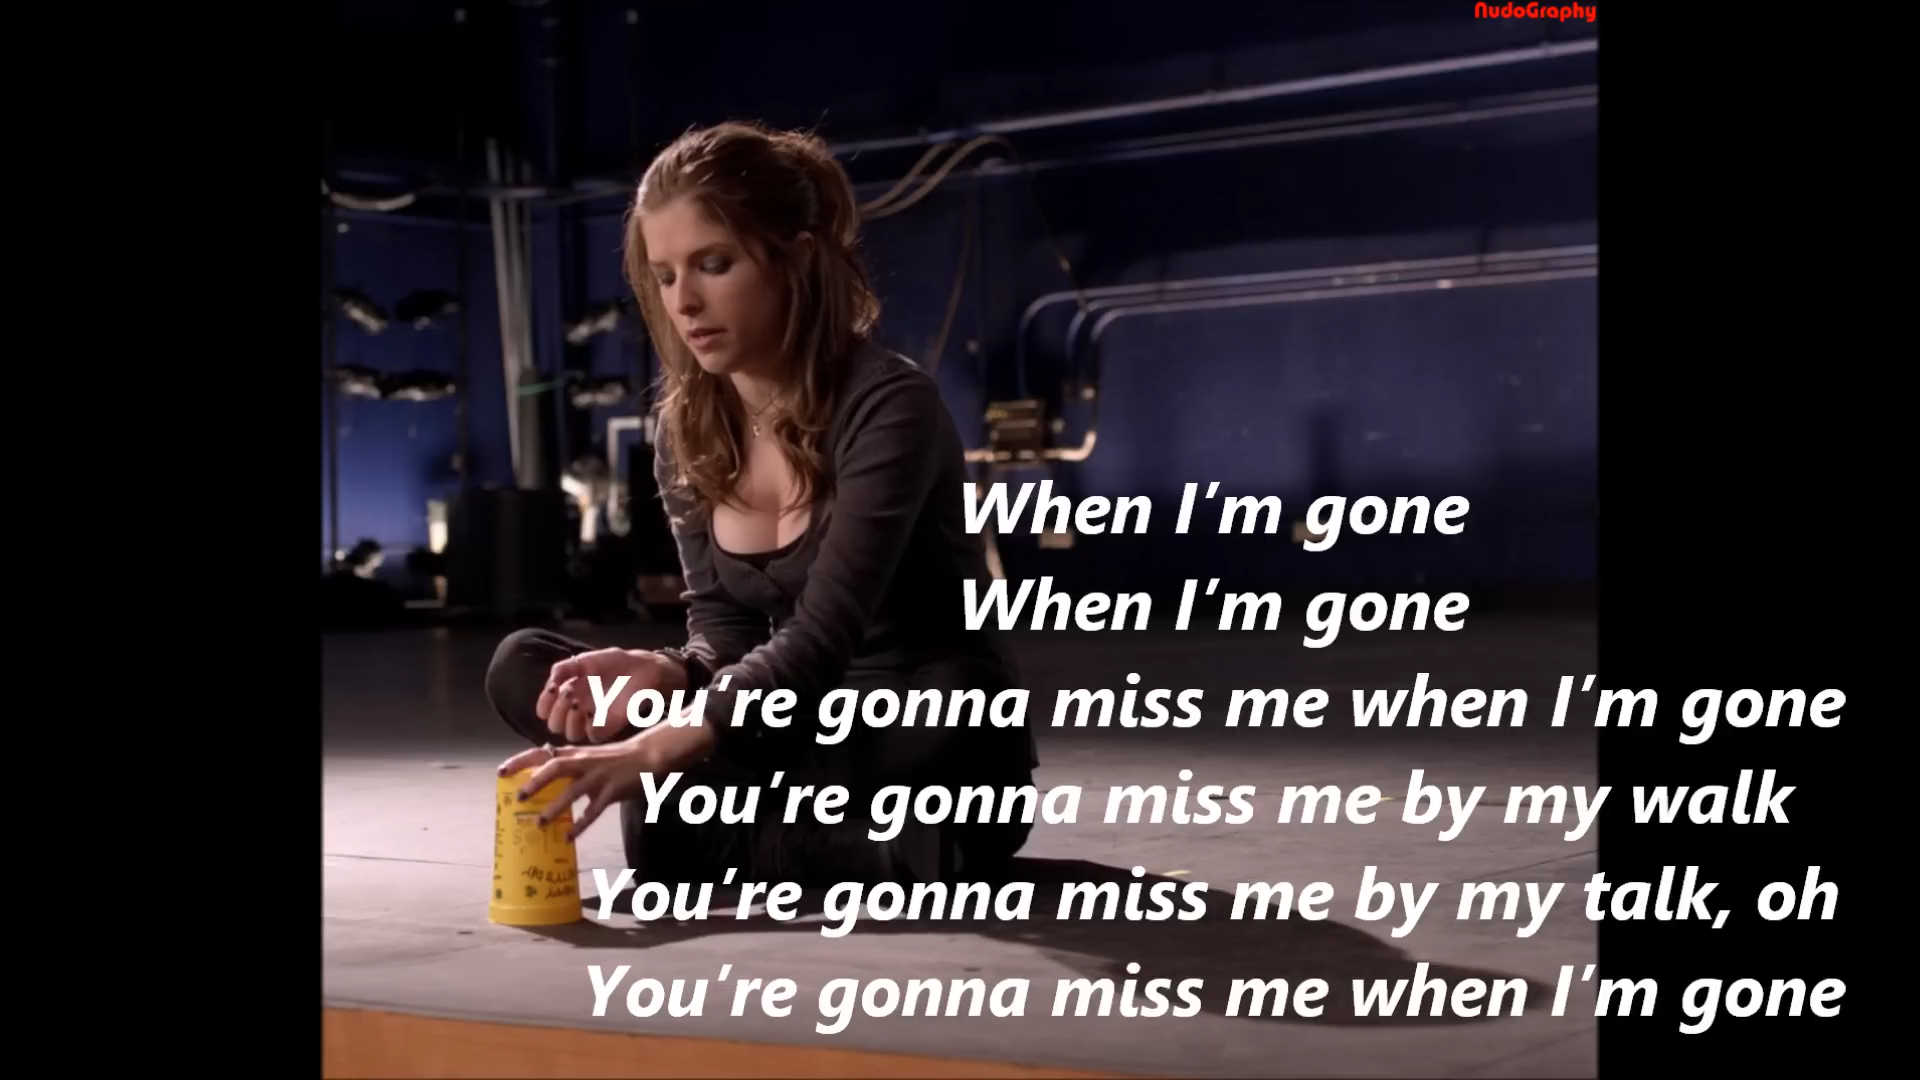 NudoGraphy
When I'm gone
When I'm gone
You're gonna miss me when I'm gone
You're gonna miss me by my walk
You're gonna miss me by my talk, oh
You're gonna miss me when I'm gone